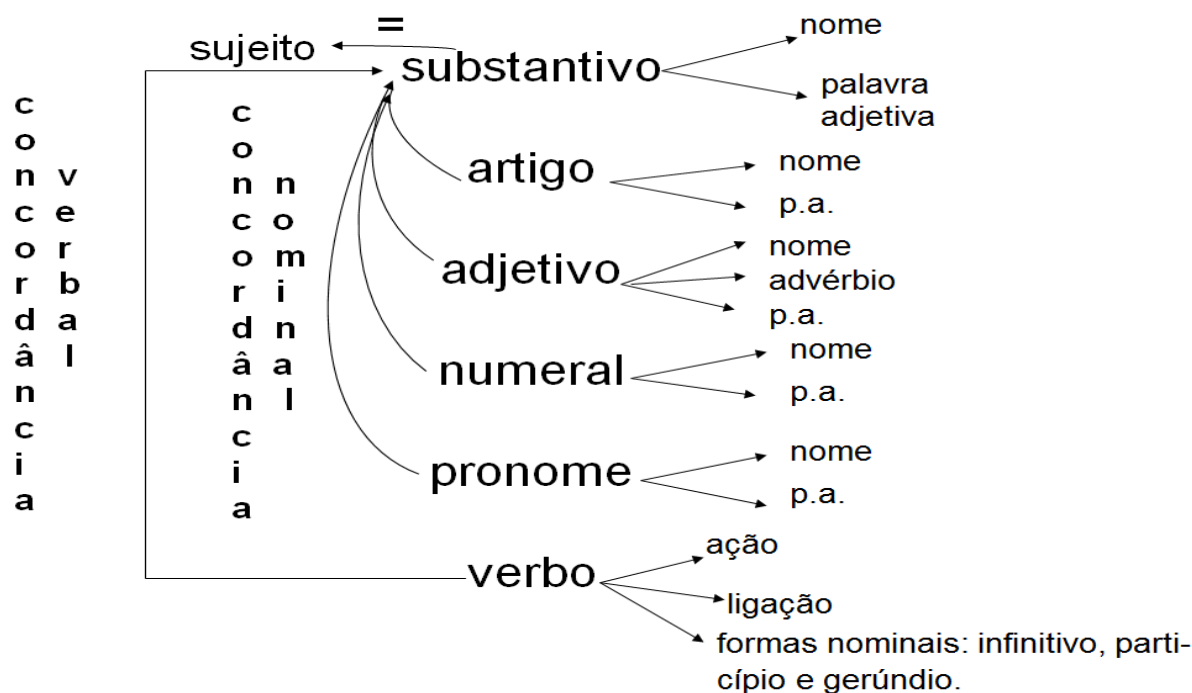 =
sujeito
substantivo
nome
palavra
adjetiva
concordância
verbal
concordância
nominal
artigo
nome
p.a.
adjetivo
nome
advérbio
p.a.
numeral
nome
p.a.
pronome
nome
p.a.
verbo
ação
ligação
formas nominais: infinitivo, parti-
cípio e gerúndio.